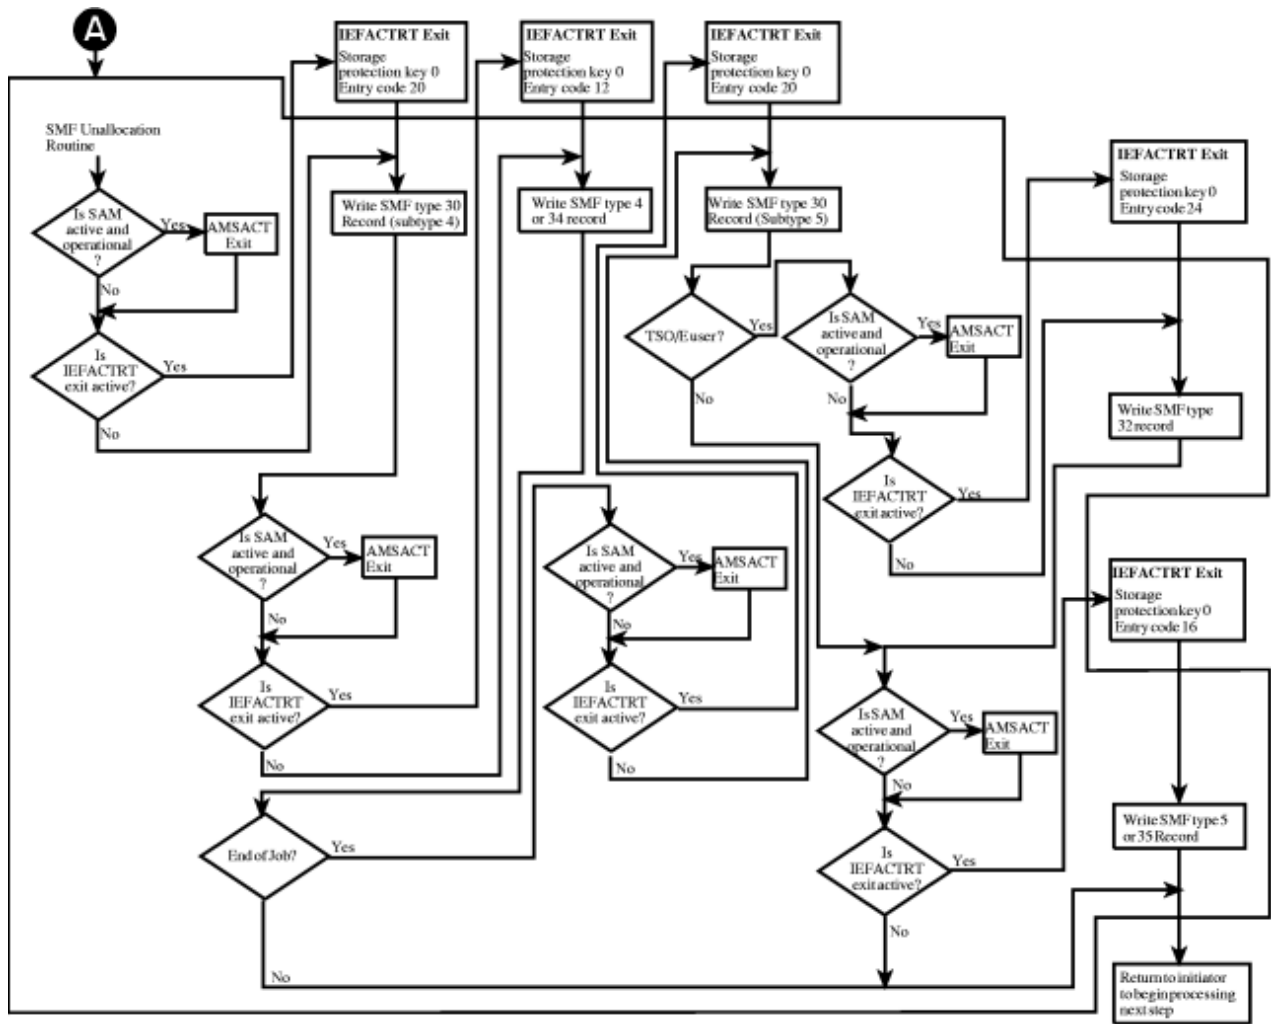 A
SMF Unallocation
Routine
Is SAM
active and
operational
?
Yes
AMSACT
Exit
No
Is
IEFACTRT
exit active?
Yes
No
IEFACTRT Exit
Storage
protection key 0
Entry code 20
Write SMF type 30
Record (subtype 4)
Is SAM
active and
operational
?
Yes
AMSACT
Exit
No
Is
IEFACTRT
exit active?
Yes
No
IEFACTRT Exit
Storage
protection key 0
Entry code 12
Write SMF type 4
or 34 record
End of Job?
Yes
No
Is SAM
active and
operational
?
Yes
AMSACT
Exit
No
Is
IEFACTRT
exit active?
Yes
No
IEFACTRT Exit
Storage
protection key 0
Entry code 20
Write SMF type 30
Record (Subtype 5)
TSO/E user?
Yes
No
Is SAM
active and
operational
?
Yes
AMSACT
Exit
No
Is
IEFACTRT
exit active?
Yes
No
IEFACTRT Exit
Storage
protection key 0
Entry code 24
Write SMF type
32 record
Is SAM
active and
operational
?
Yes
AMSACT
Exit
No
Is
IEFACTRT
exit active?
Yes
No
IEFACTRT Exit
Storage
protection key 0
Entry code 16
Write SMF type 5
or 35 Record
Return to initiator
to begin processing
next step